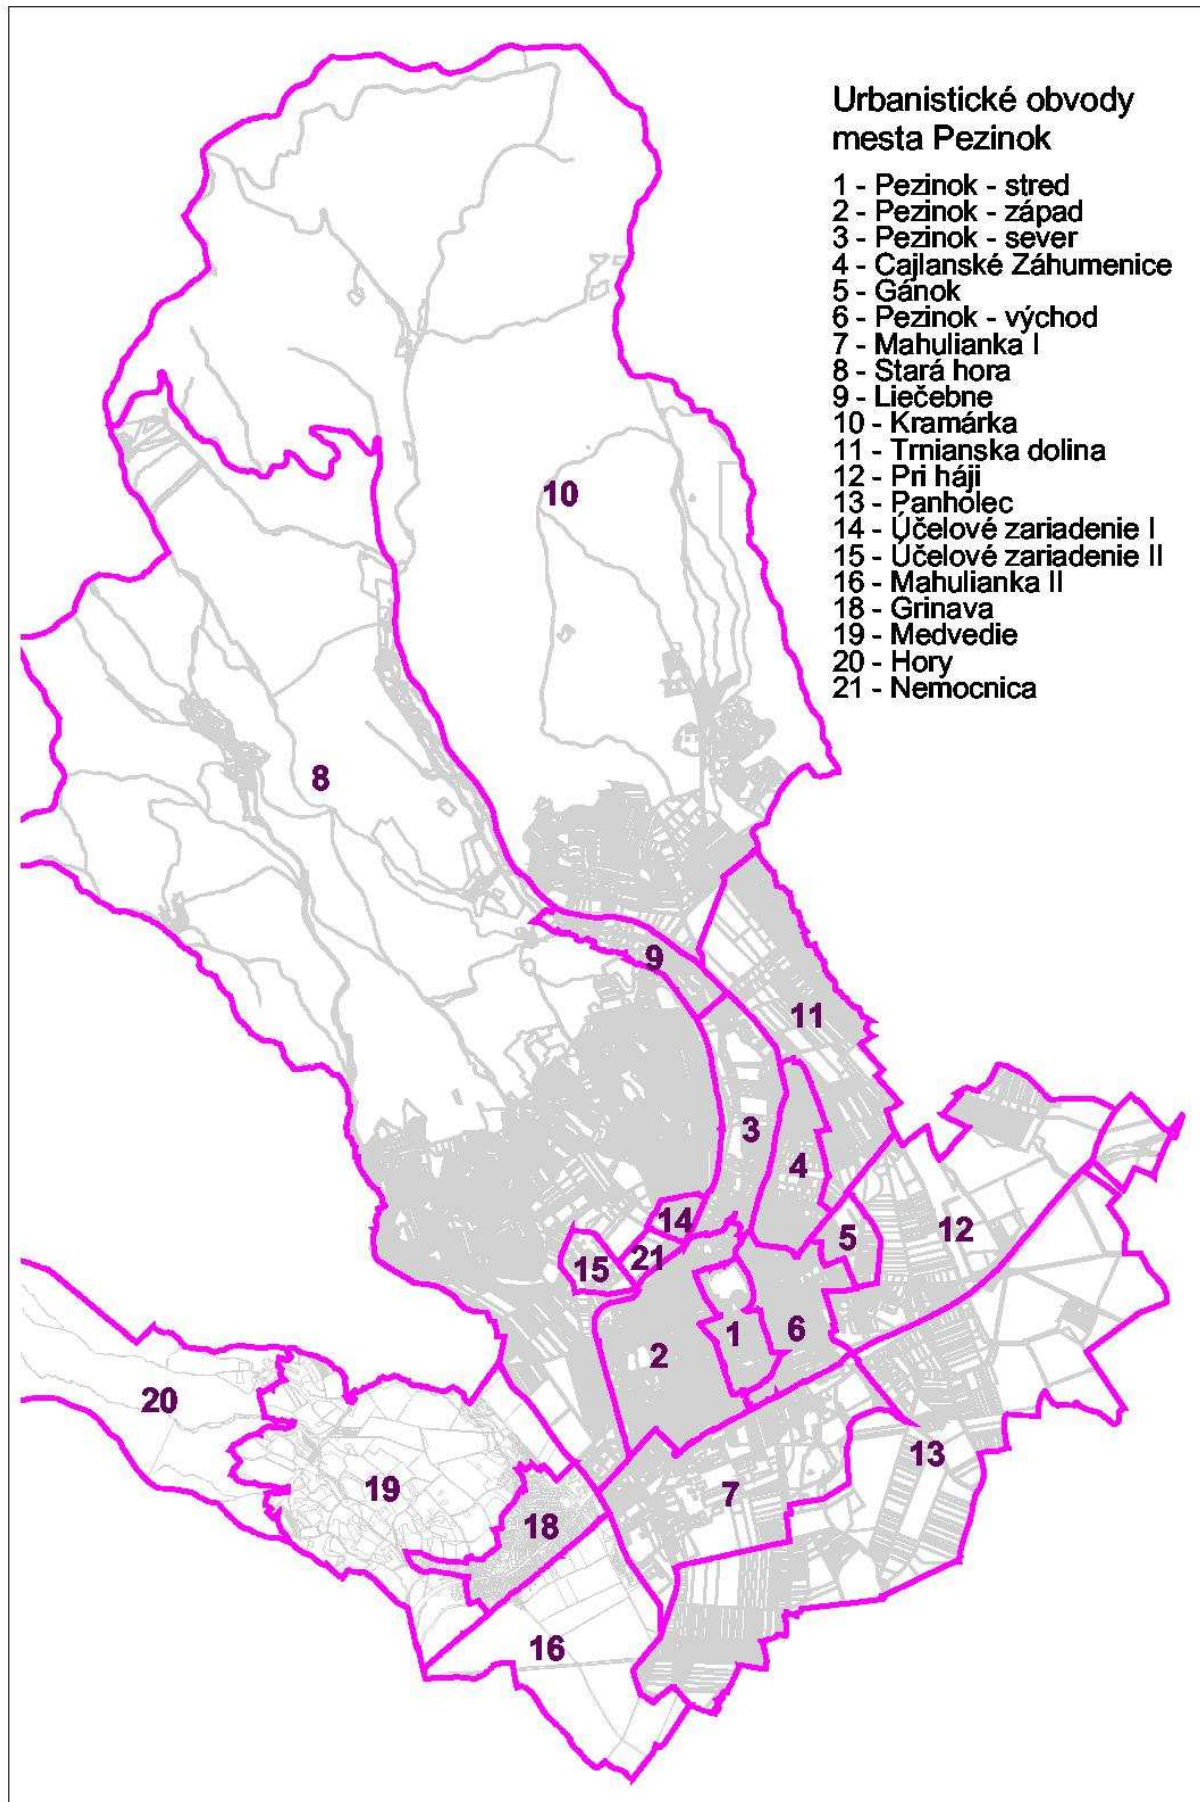 Urbanistické obvody
mesta Pezinok
1 - Pezinok - stred
2 - Pezinok - západ
3 - Pezinok - sever
4 - Cajlanské Záhumenice
5 - Gánok
6 - Pezinok - východ
7 - Mahulianka I
8 - Stará hora
9 - Liečebne
10 - Kramárka
11 - Trnianska dolina
12 - Pri háji
13 - Panholec
14 - Účelové zariadenie I
15 - Účelové zariadenie II
16 - Mahulianka II
18 - Grinava
19 - Medvedie
20 - Hory
21 - Nemocnica
10
8
9
11
3
4
14
5
12
21
15
1
6
2
20
13
19
7
18
16